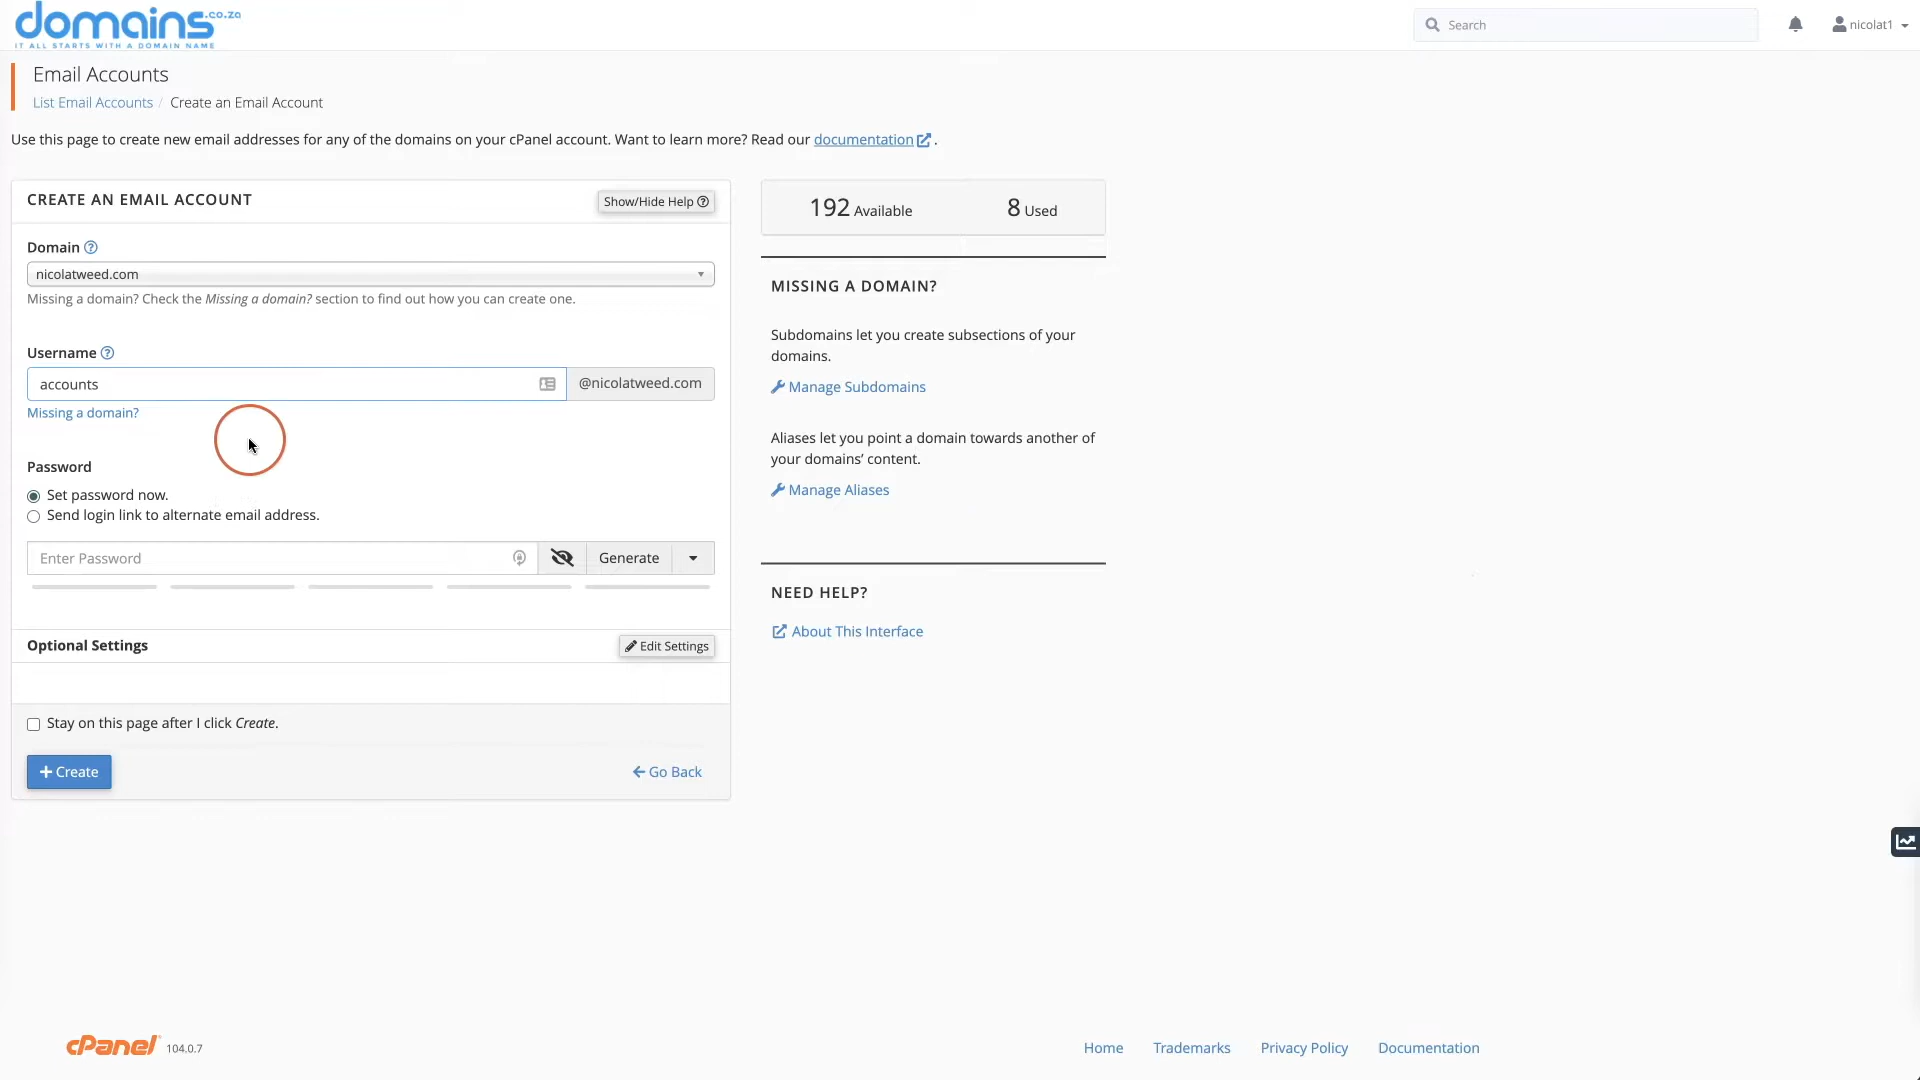 domains.co.za
IT ALL STARTS WITH A DOMAIN NAME
Search
nicolat1
Email Accounts
List Email Accounts / Create an Email Account
Use this page to create new email addresses for any of the domains on your cPanel account. Want to learn more? Read our documentation .
CREATE AN EMAIL ACCOUNT
Show/Hide Help
Domain
nicolatweed.com
Missing a domain? Check the Missing a domain? section to find out how you can create one.
Username
accounts
@nicolatweed.com
Missing a domain?
Password
Set password now.
Send login link to alternate email address.
Enter Password
Generate
Optional Settings
Edit Settings
Stay on this page after I click Create.
+ Create
Go Back
192 Available
8 Used
MISSING A DOMAIN?
Subdomains let you create subsections of your
domains.
Manage Subdomains
Aliases let you point a domain towards another of
your domains’ content.
Manage Aliases
NEED HELP?
About This Interface
cPanel 104.0.7
Home
Trademarks
Privacy Policy
Documentation